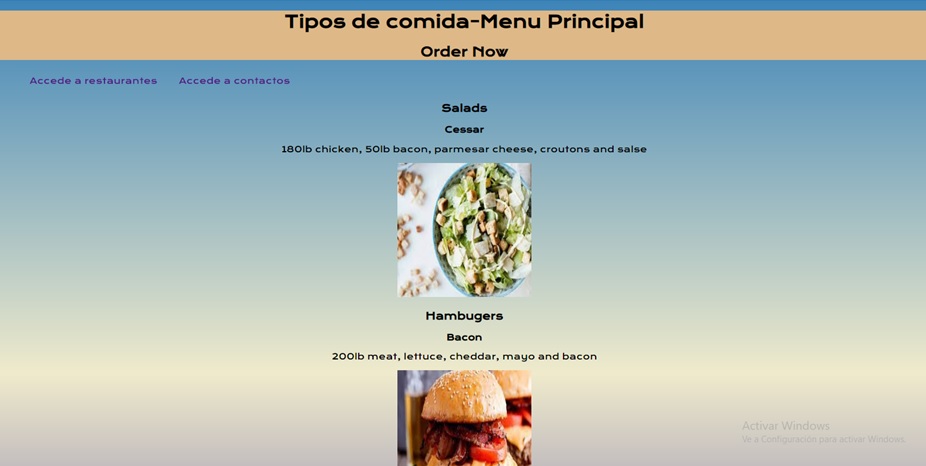 Tipos de comida-Menu Principal
Order Now
Accede a restaurantes Accede a contactos
Salads
Cessar
180lb chicken, 50lb bacon, parmesar cheese, croutons and salse
Hambugers
Bacon
200lb meat, lettuce, cheddar, mayo and bacon
Activar Windows
Ve a Configuración para activar Windows.